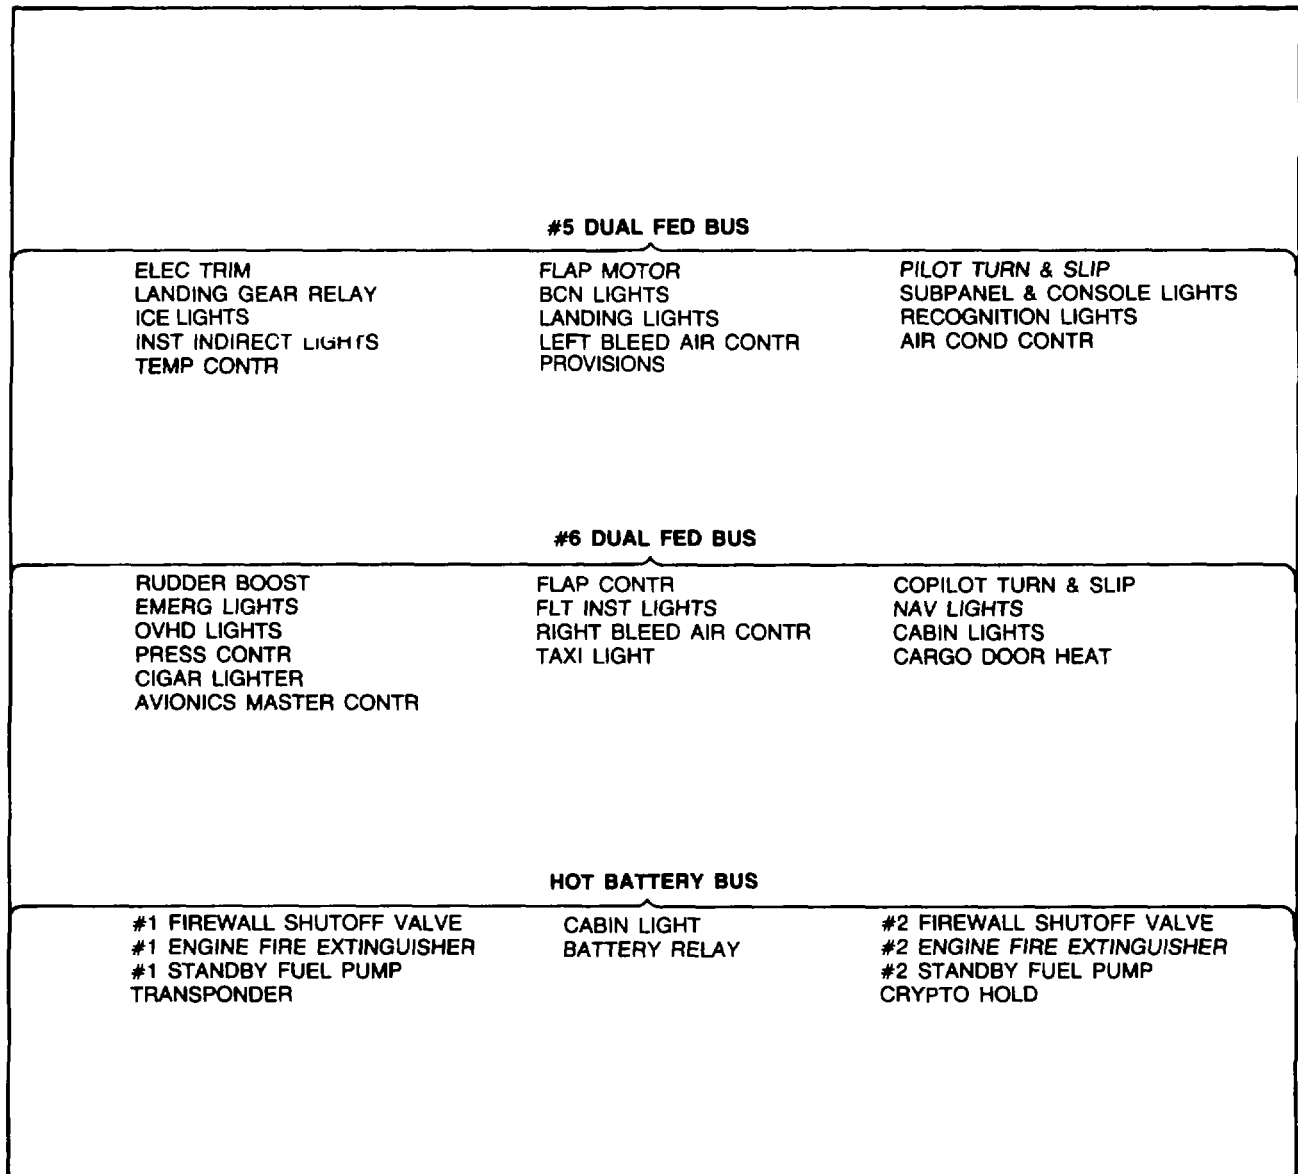 #5 DUAL FED BUS
ELEC TRIM
LANDING GEAR RELAY
ICE LIGHTS
INST INDIRECT LIGHTS
TEMP CONTR
FLAP MOTOR
BCN LIGHTS
LANDING LIGHTS
LEFT BLEED AIR CONTR
PROVISIONS
PILOT TURN & SLIP
SUBPANEL & CONSOLE LIGHTS
RECOGNITION LIGHTS
AIR COND CONTR
#6 DUAL FED BUS
RUDDER BOOST
EMERG LIGHTS
OVHD LIGHTS
PRESS CONTR
CIGAR LIGHTER
AVIONICS MASTER CONTR
FLAP CONTR
FLT INST LIGHTS
RIGHT BLEED AIR CONTR
TAXI LIGHT
COPILOT TURN & SLIP
NAV LIGHTS
CABIN LIGHTS
CARGO DOOR HEAT
HOT BATTERY BUS
#1 FIREWALL SHUTOFF VALVE
#1 ENGINE FIRE EXTINGUISHER
#1 STANDBY FUEL PUMP
TRANSPONDER
CABIN LIGHT
BATTERY RELAY
#2 FIREWALL SHUTOFF VALVE
#2 ENGINE FIRE EXTINGUISHER
#2 STANDBY FUEL PUMP
CRYPTO HOLD